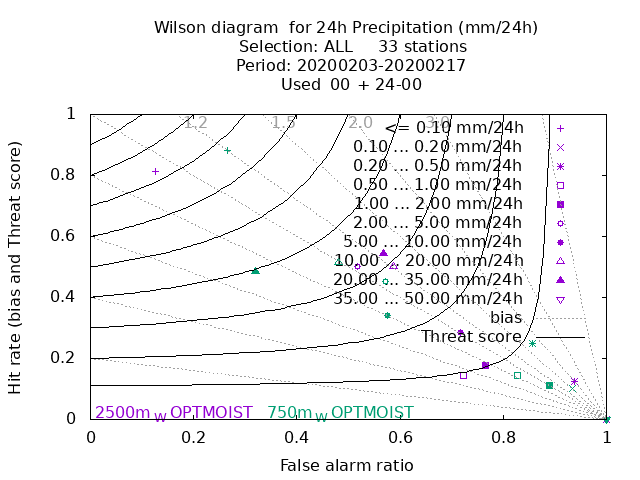 Wilson diagram  for 24h Precipitation (mm/24h)
Selection: ALL     33 stations
Period: 20200203-20200217
Used  00 + 24-00
1.2 1.5 2.0 3.0
<= 0.10 mm/24h
0.10 ... 0.20 mm/24h
0.20 ... 0.50 mm/24h
0.50 ... 1.00 mm/24h
1.00 ... 2.00 mm/24h
2.00 ... 5.00 mm/24h
5.00 ... 10.00 mm/24h
10.00 ... 20.00 mm/24h
20.00 ... 35.00 mm/24h
35.00 ... 50.00 mm/24h
bias
Threat score
Hit rate (bias and Threat score)
1
0.8
0.6
0.4
0.2
0
2500m W OPTMOIST 750m W OPTMOIST
0 0.2 0.4 0.6 0.8 1
False alarm ratio